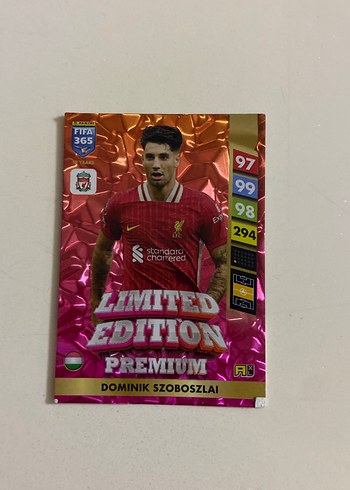 PANINI
FIFA
365
97
99
98
294
standard
chartered
LIMITED
EDITION
PREMIUM
DOMINIK SZOBOSZLAI